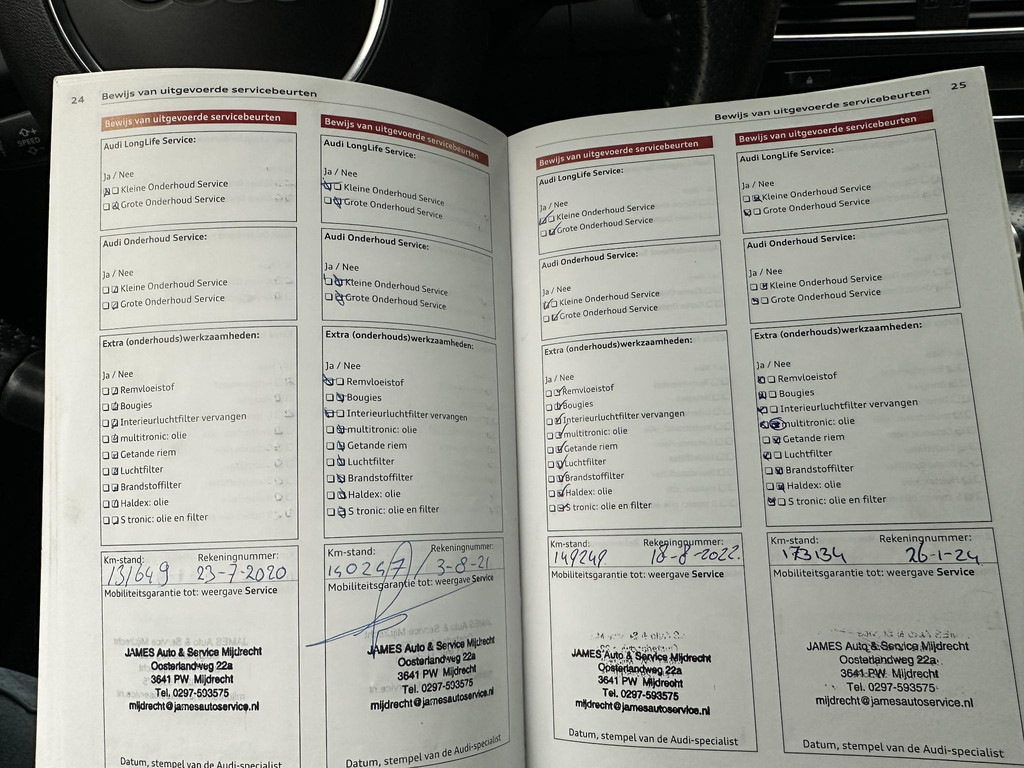 24 Bewijs van uitgevoerde servicebeurten
Bewijs van uitgevoerde servicebeurten
Audi LongLife Service:
Ja / Nee
Kleine Onderhoud Service
Grote Onderhoud Service
Audi Onderhoud Service:
Ja / Nee
Kleine Onderhoud Service
Grote Onderhoud Service
Extra (onderhouds)werkzaamheden:
Ja / Nee
Remvloeistof
Bougies
Interieurluchtfilter vervangen
multitronic: olie
Getande riem
Luchtfilter
Brandstoffilter
Haldex: olie
S tronic: olie en filter
Km-stand: Rekeningnummer:
131649 23-7-2020
Mobiliteitsgarantie tot: weergave Service
JAMES Auto & Service Mijdrecht
Oosterlandweg 22a
3641 PW Mijdrecht
Tel. 0297-593575
mijdrecht@jamesautoservice.nl
Datum, stempel van de Audi-specialist
Bewijs van uitgevoerde servicebeurten
Audi LongLife Service:
Ja / Nee
Kleine Onderhoud Service
Grote Onderhoud Service
Audi Onderhoud Service:
Ja / Nee
Kleine Onderhoud Service
Grote Onderhoud Service
Extra (onderhouds)werkzaamheden:
Ja / Nee
Remvloeistof
Bougies
Interieurluchtfilter vervangen
multitronic: olie
Getande riem
Luchtfilter
Brandstoffilter
Haldex: olie
S tronic: olie en filter
Km-stand: Rekeningnummer:
140247 3-8-21
Mobiliteitsgarantie tot: weergave Service
JAMES Auto & Service Mijdrecht
Oosterlandweg 22a
3641 PW Mijdrecht
Tel. 0297-593575
mijdrecht@jamesautoservice.nl
Datum, stempel van de Audi-specialist
Bewijs van uitgevoerde servicebeurten 25
Bewijs van uitgevoerde servicebeurten
Audi LongLife Service:
Ja / Nee
Kleine Onderhoud Service
Grote Onderhoud Service
Audi Onderhoud Service:
Ja / Nee
Kleine Onderhoud Service
Grote Onderhoud Service
Extra (onderhouds)werkzaamheden:
Ja / Nee
Remvloeistof
Bougies
Interieurluchtfilter vervangen
multitronic: olie
Getande riem
Luchtfilter
Brandstoffilter
Haldex: olie
S tronic: olie en filter
Km-stand: Rekeningnummer:
149249 18-8-2022
Mobiliteitsgarantie tot: weergave Service
JAMES Auto & Service Mijdrecht
Oosterlandweg 22a
3641 PW Mijdrecht
Tel. 0297-593575
mijdrecht@jamesautoservice.nl
Datum, stempel van de Audi-specialist
Bewijs van uitgevoerde servicebeurten
Audi LongLife Service:
Ja / Nee
Kleine Onderhoud Service
Grote Onderhoud Service
Audi Onderhoud Service:
Ja / Nee
Kleine Onderhoud Service
Grote Onderhoud Service
Extra (onderhouds)werkzaamheden:
Ja / Nee
Remvloeistof
Bougies
Interieurluchtfilter vervangen
multitronic: olie
Getande riem
Luchtfilter
Brandstoffilter
Haldex: olie
S tronic: olie en filter
Km-stand: Rekeningnummer:
173134 26-1-24
Mobiliteitsgarantie tot: weergave Service
JAMES Auto & Service Mijdrecht
Oosterlandweg 22a
3641 PW Mijdrecht
Tel. 0297-593575
mijdrecht@jamesautoservice.nl
Datum, stempel van de Audi-specialist
SPEED